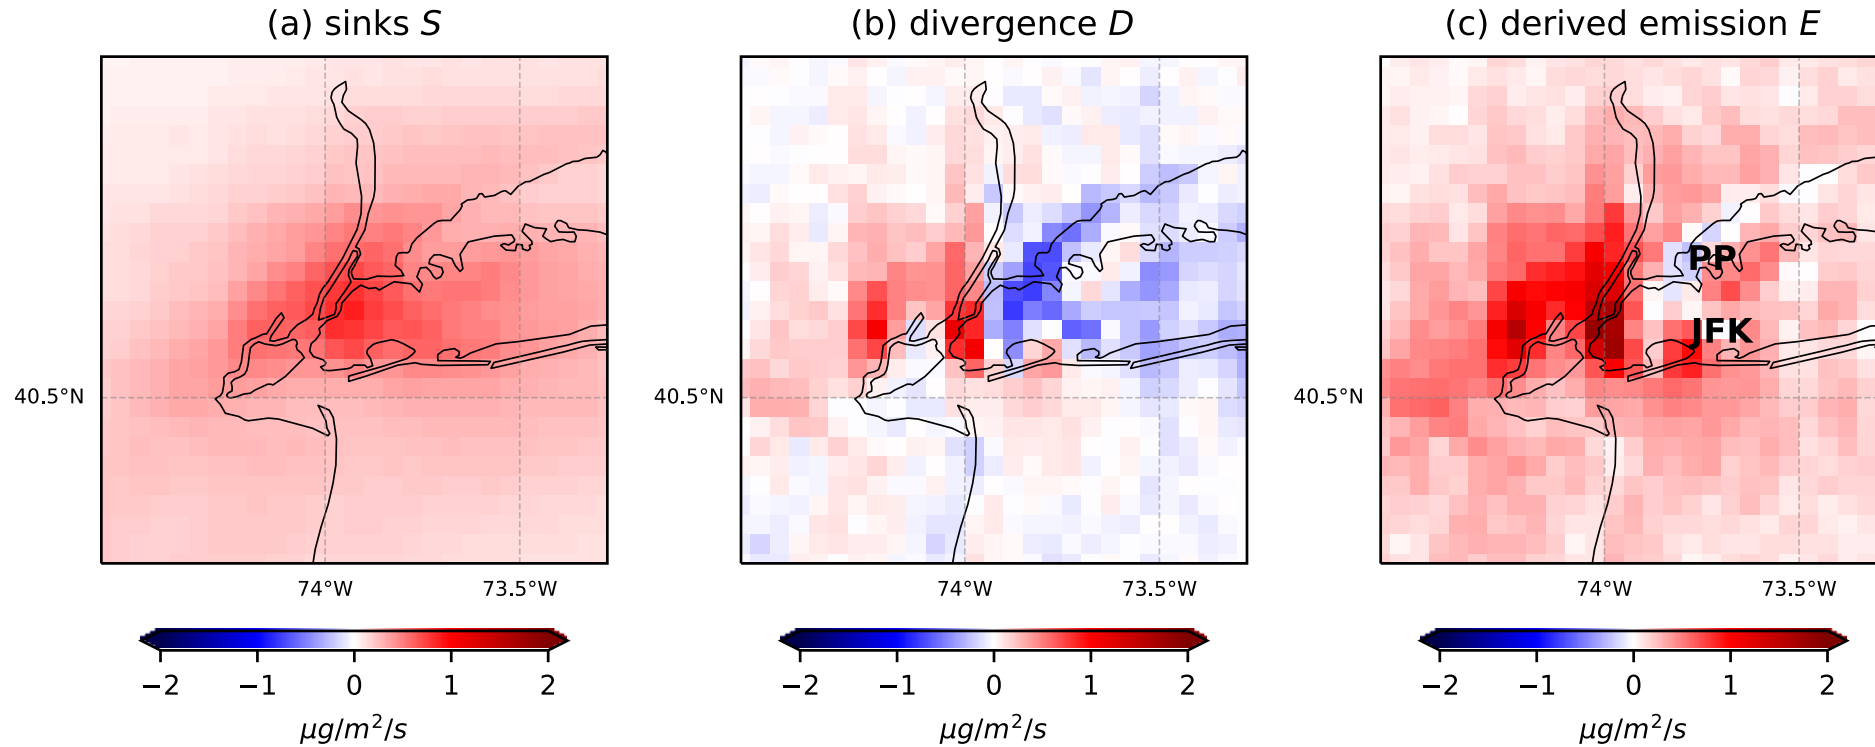 (a) sinks S
(b) divergence D
(c) derived emission E
PP
JFK
40.5°N
40.5°N
74°W 73.5°W
74°W 73.5°W
74°W 73.5°W
−2 −1 0 1 2
−2 −1 0 1 2
−2 −1 0 1 2
μg/m²/s
μg/m²/s
μg/m²/s